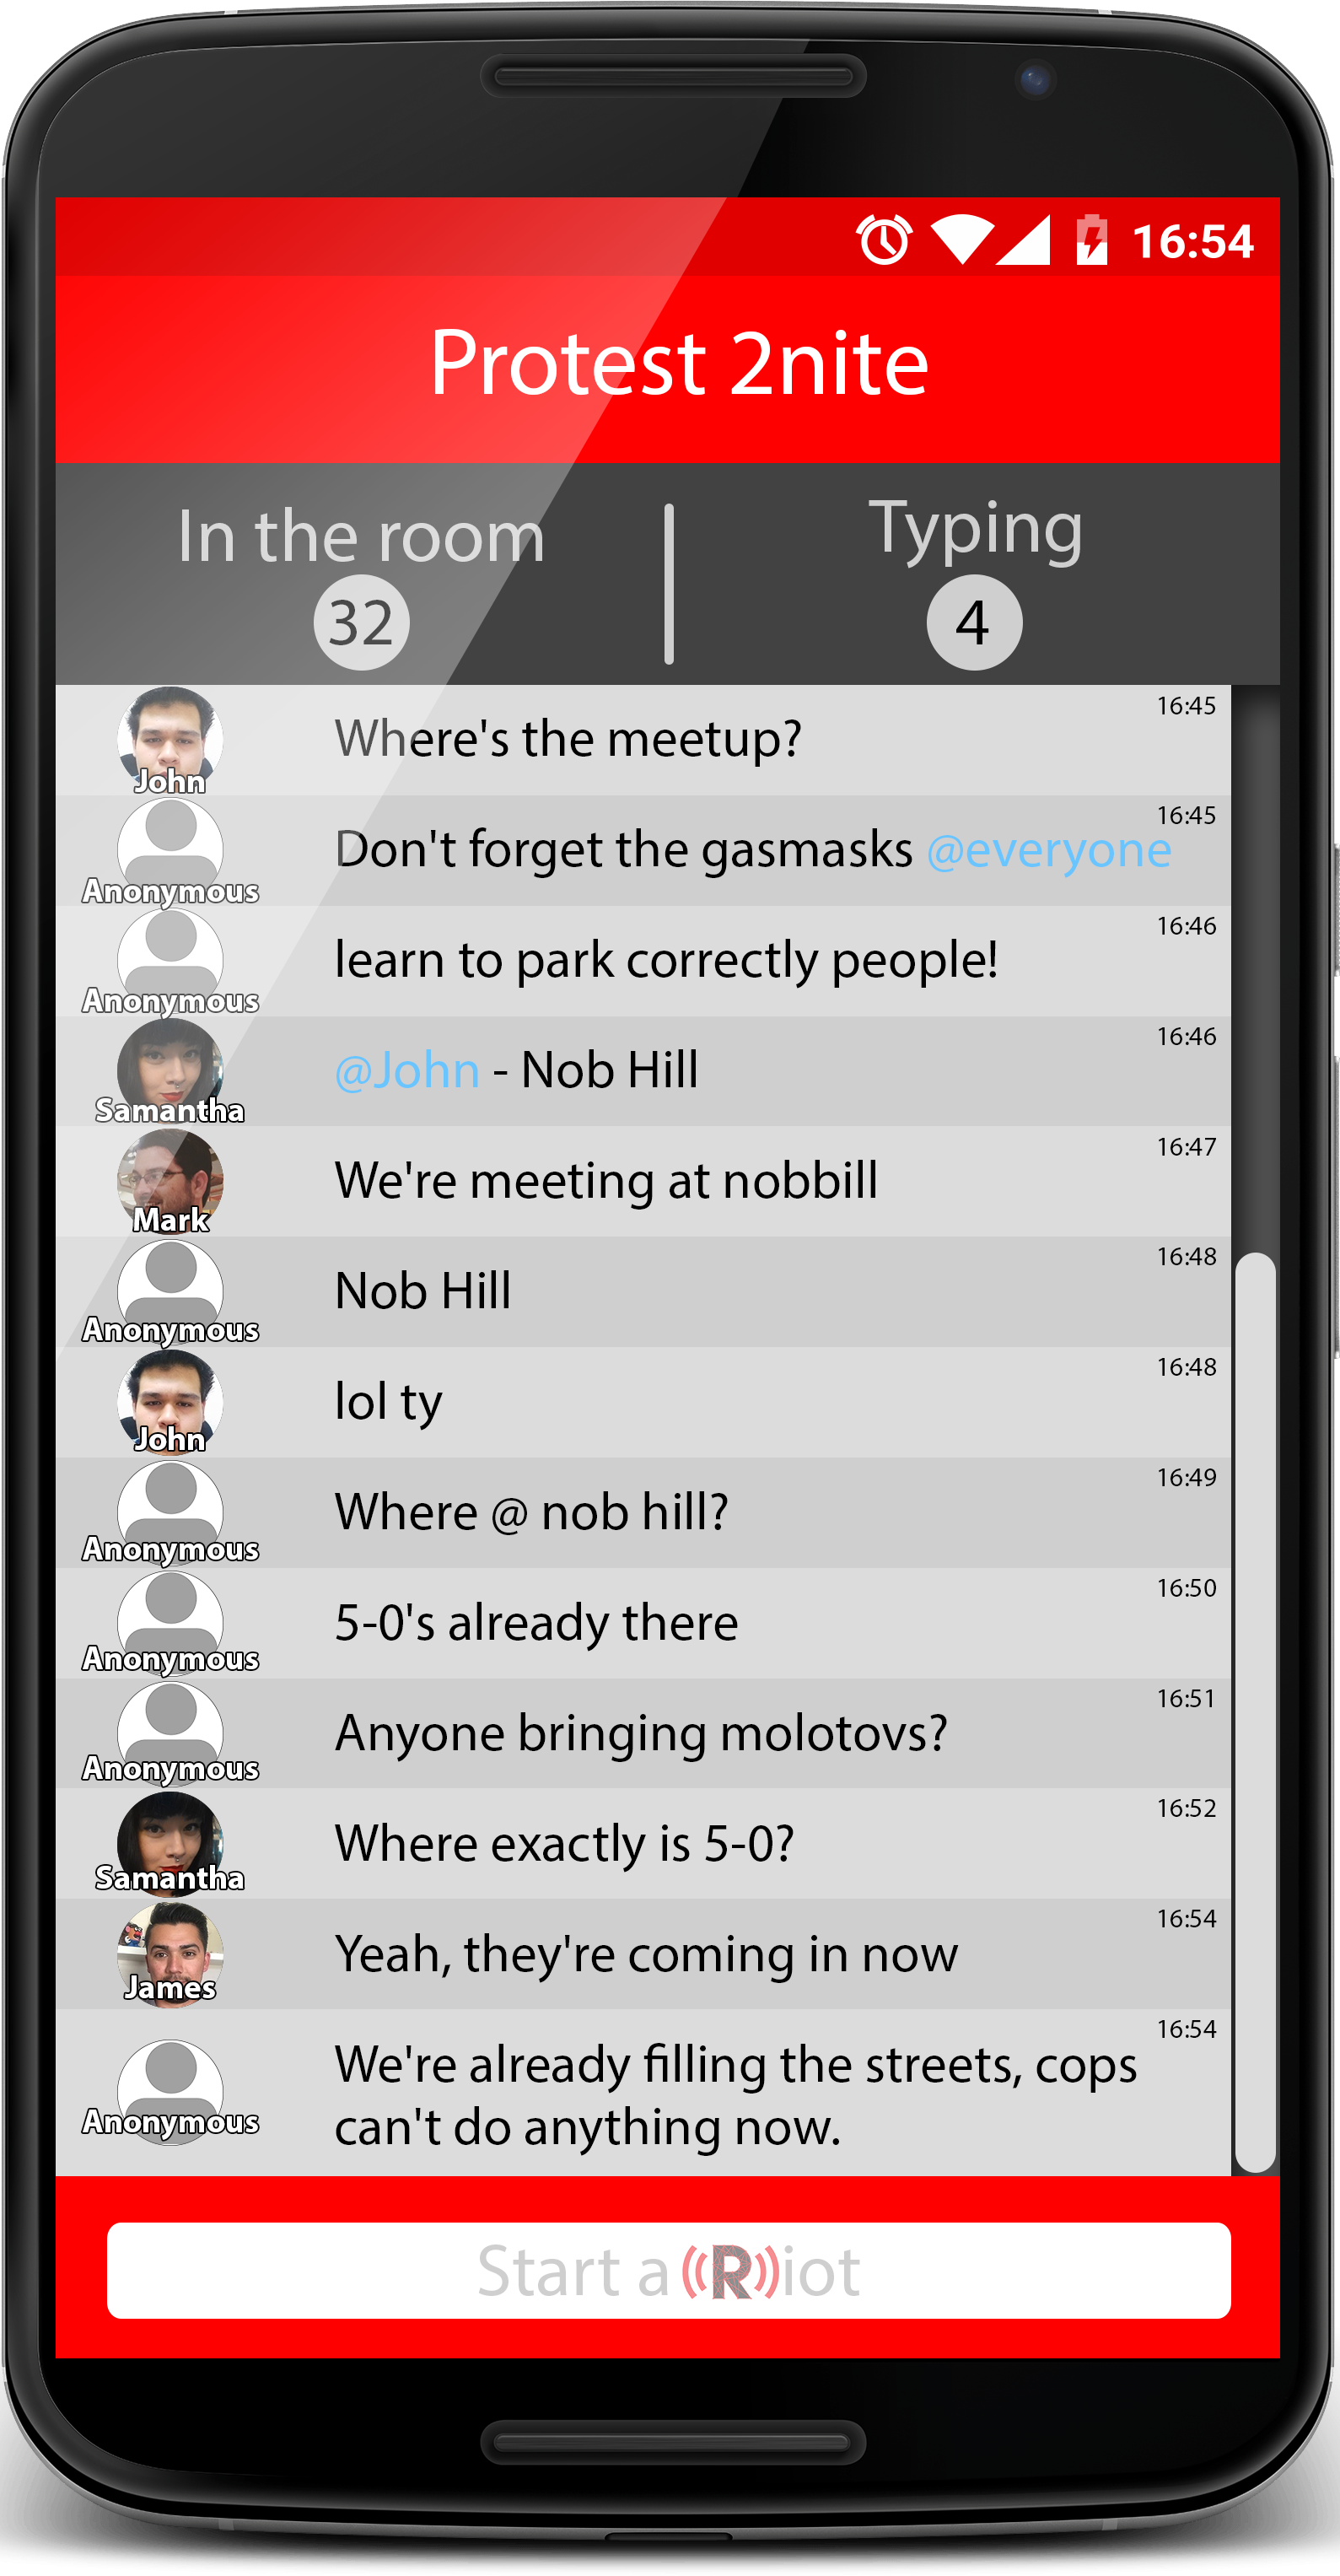 16:54
Protest 2nite
In the room
Typing
32
4
16:45
Where's the meetup?
John
16:45
Don't forget the gasmasks @everyone
Anonymous
16:46
learn to park correctly people!
Anonymous
16:46
@John - Nob Hill
Samantha
16:47
We're meeting at nobbill
Mark
16:48
Nob Hill
Anonymous
16:48
lol ty
John
16:49
Where @ nob hill?
Anonymous
16:50
5-0's already there
Anonymous
16:51
Anyone bringing molotovs?
Anonymous
16:52
Where exactly is 5-0?
Samantha
16:54
Yeah, they're coming in now
James
16:54
We're already filling the streets, cops
can't do anything now.
Anonymous
Start a ((R))iot